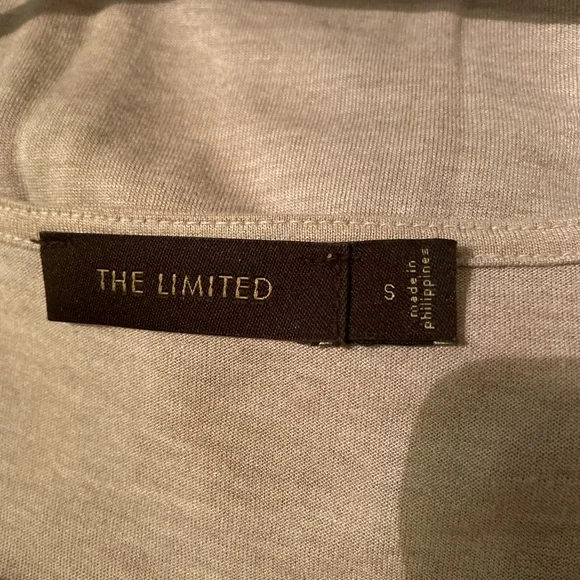 THE LIMITED
S
made in
philippines